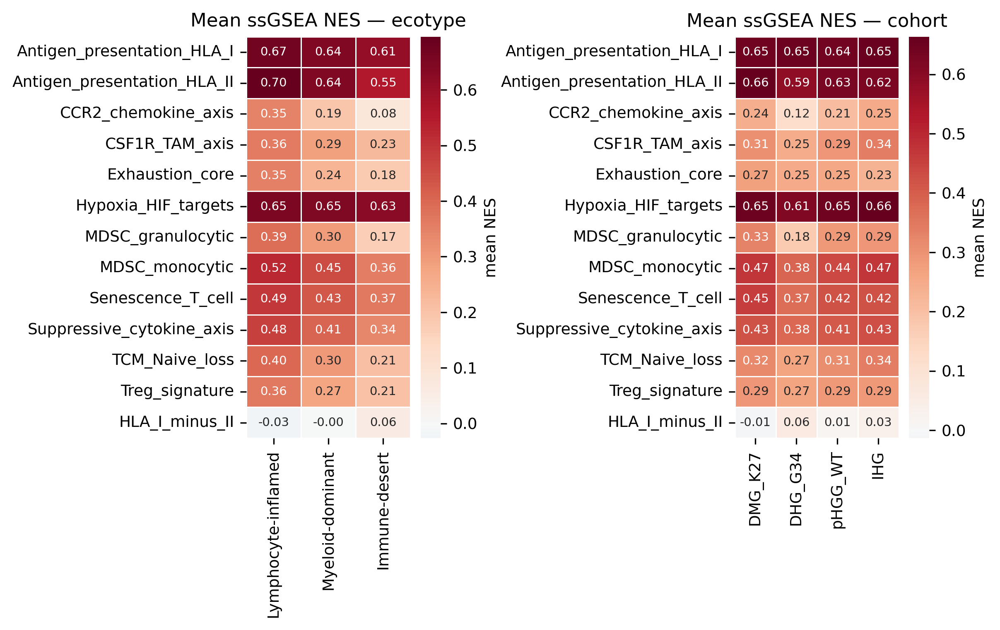 Mean ssGSEA NES — ecotype
Antigen_presentation_HLA_I 0.67 0.64 0.61
Antigen_presentation_HLA_II 0.70 0.64 0.55
CCR2_chemokine_axis 0.35 0.19 0.08
CSF1R_TAM_axis 0.36 0.29 0.23
Exhaustion_core 0.35 0.24 0.18
Hypoxia_HIF_targets 0.65 0.65 0.63
MDSC_granulocytic 0.39 0.30 0.17
MDSC_monocytic 0.52 0.45 0.36
Senescence_T_cell 0.49 0.43 0.37
Suppressive_cytokine_axis 0.48 0.41 0.34
TCM_Naive_loss 0.40 0.30 0.21
Treg_signature 0.36 0.27 0.21
HLA_I_minus_II -0.03 -0.00 0.06
Lymphocyte-inflamed
Myeloid-dominant
Immune-desert
0.6
0.5
0.4
0.3
0.2
0.1
0.0
mean NES
Mean ssGSEA NES — cohort
Antigen_presentation_HLA_I 0.65 0.65 0.64 0.65
Antigen_presentation_HLA_II 0.66 0.59 0.63 0.62
CCR2_chemokine_axis 0.24 0.12 0.21 0.25
CSF1R_TAM_axis 0.31 0.25 0.29 0.34
Exhaustion_core 0.27 0.25 0.25 0.23
Hypoxia_HIF_targets 0.65 0.61 0.65 0.66
MDSC_granulocytic 0.33 0.18 0.29 0.29
MDSC_monocytic 0.47 0.38 0.44 0.47
Senescence_T_cell 0.45 0.37 0.42 0.42
Suppressive_cytokine_axis 0.43 0.38 0.41 0.43
TCM_Naive_loss 0.32 0.27 0.31 0.34
Treg_signature 0.29 0.27 0.29 0.29
HLA_I_minus_II -0.01 0.06 0.01 0.03
DMG_K27
DHG_G34
pHGG_WT
IHG
0.6
0.5
0.4
0.3
0.2
0.1
0.0
mean NES